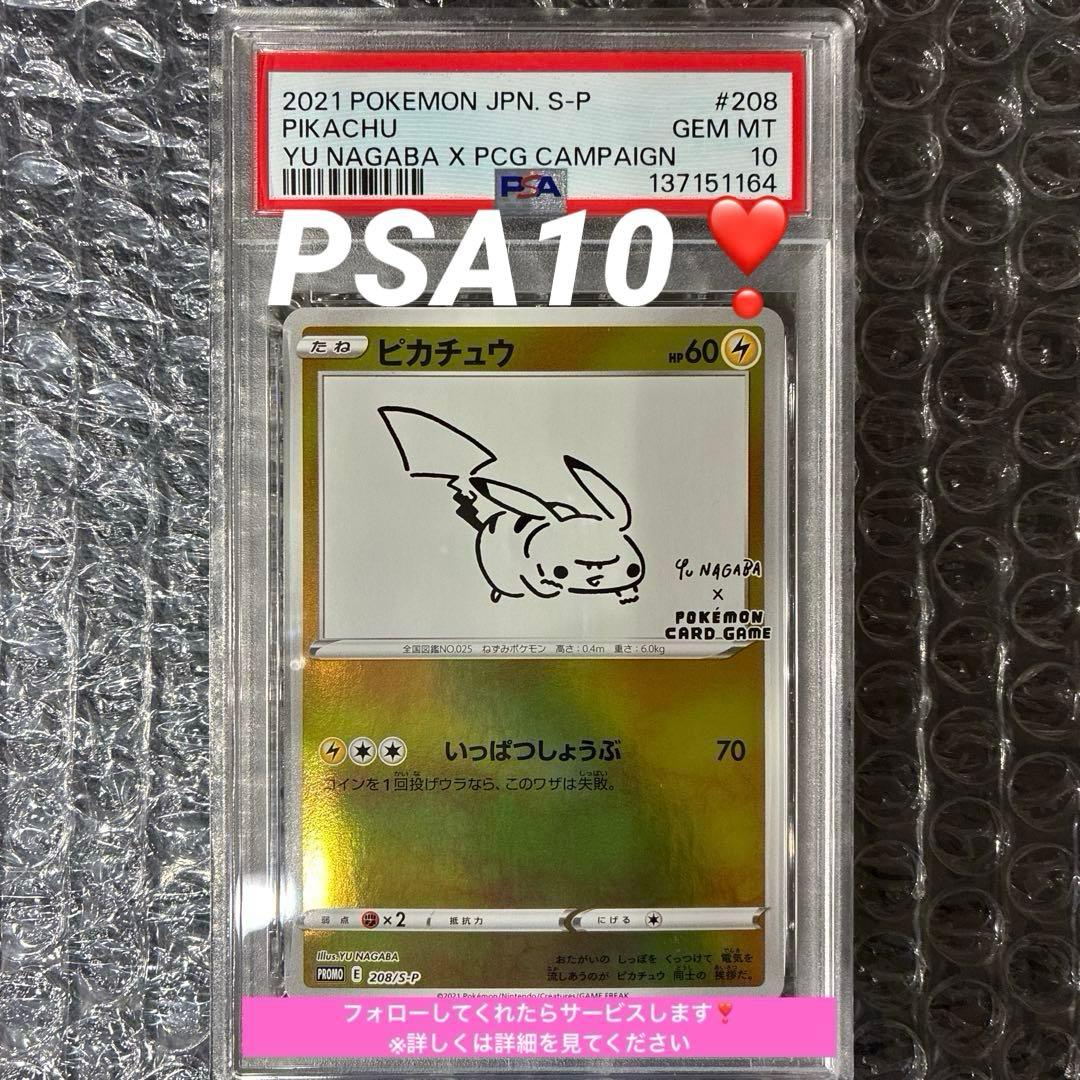 2021 POKEMON JPN. S-P #208
PIKACHU GEM MT
YU NAGABA X PCG CAMPAIGN 10
PSA 137151164
PSA10❣️
たね ピカチュウ HP60
Yu NAGABA
×
POKÉMON
CARD GAME
全国図鑑NO.025 ねずみポケモン 高さ:0.4m 重さ:6.0kg
いっぱつしょうぶ 70
コインを1回投げウラなら、このワザは失敗。
弱点 ×2 抵抗力 にげる
Illus.YU NAGABA
PROMO E 208/S-P
おたがいの しっぽを くっつけて 電気を
流しあうのが ピカチュウ 同士の 挨拶だ。
©2021 Pokémon/Nintendo/Creatures/GAME FREAK
フォローしてくれたらサービスします❣️
※詳しくは詳細を見てください